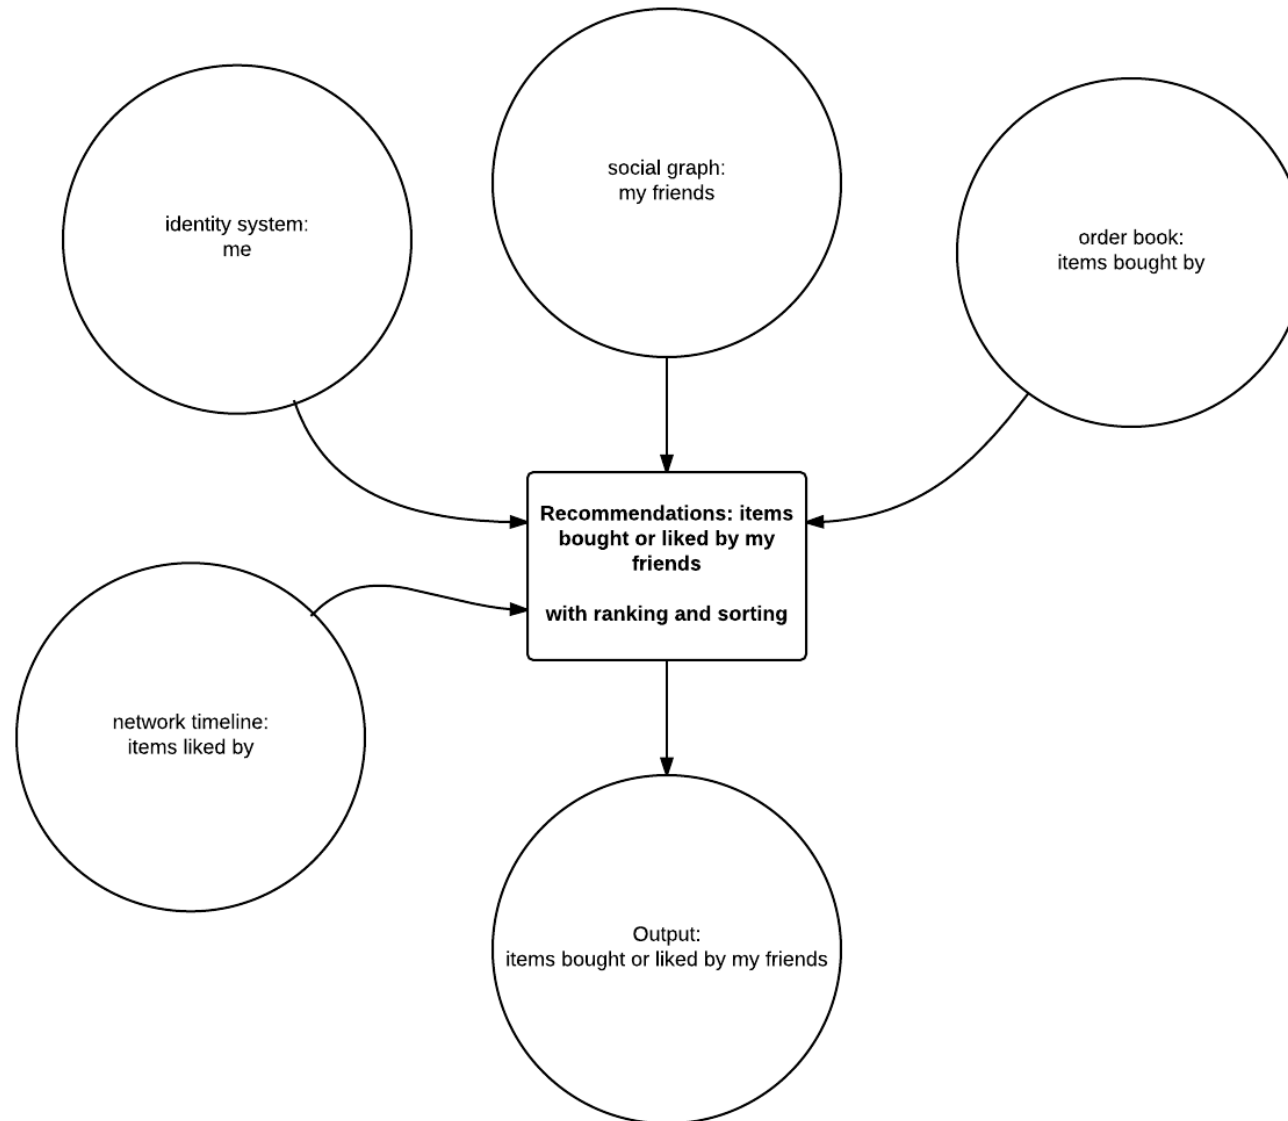 identity system:
me
social graph:
my friends
order book:
items bought by
Recommendations: items
bought or liked by my
friends
with ranking and sorting
network timeline:
items liked by
Output:
items bought or liked by my friends